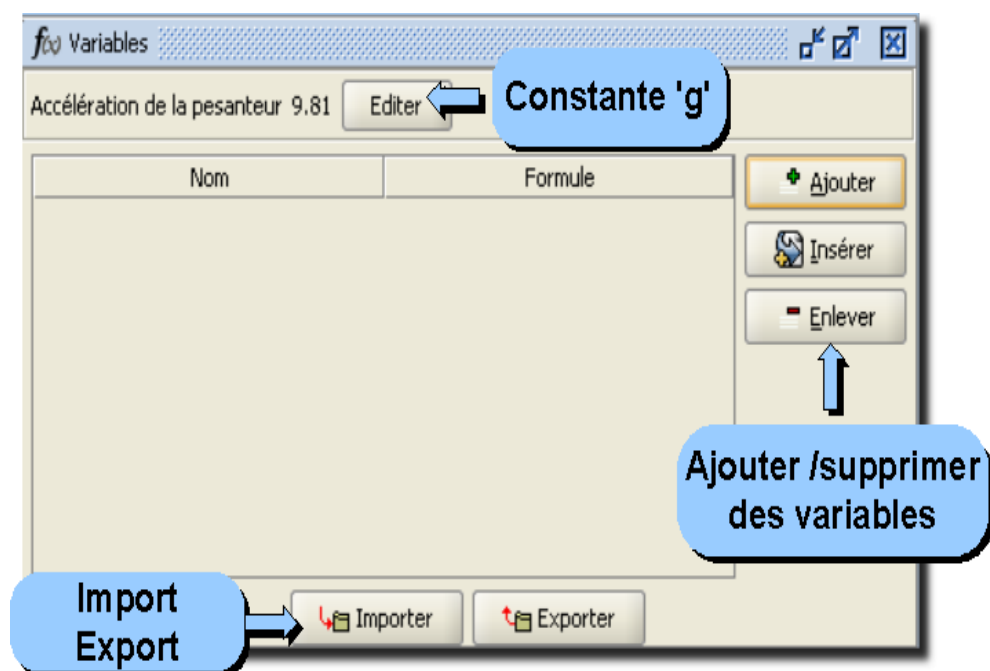 f(x) Variables
Accélération de la pesanteur 9.81 Editer
Constante 'g'
Nom Formule
Ajouter
Insérer
Enlever
Ajouter /supprimer
des variables
Import
Export
Importer Exporter